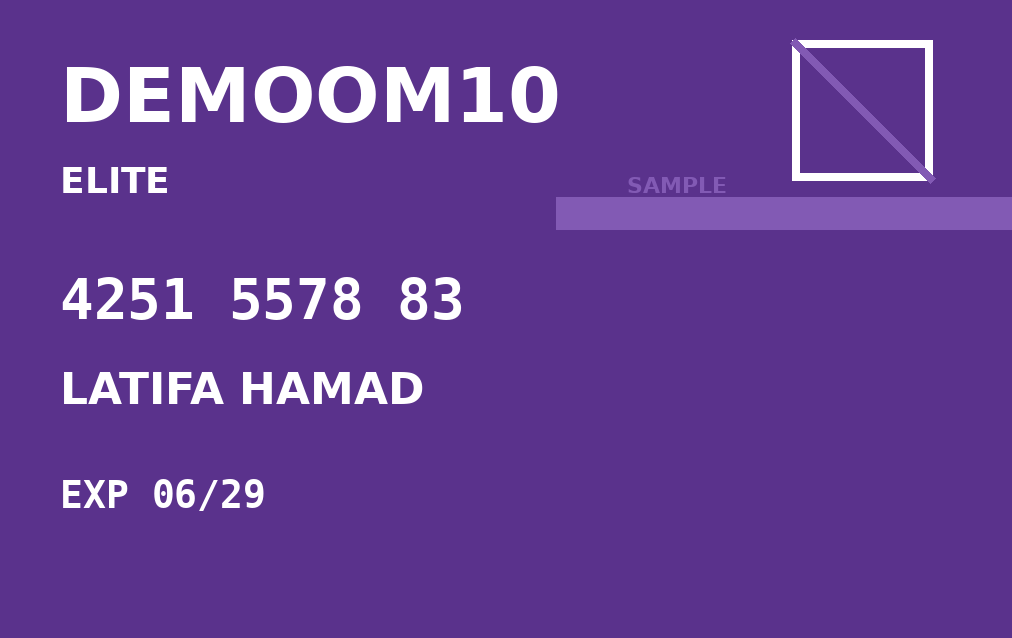 DEMOOM10
ELITE
SAMPLE
4251 5578 83
LATIFA HAMAD
EXP 06/29